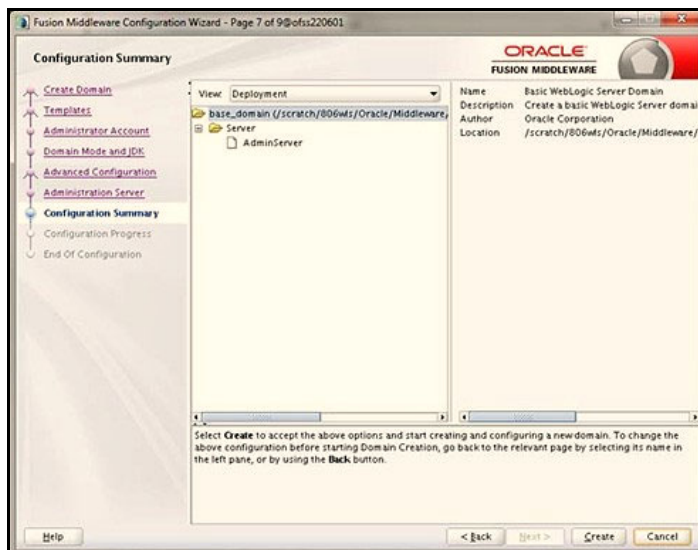 Fusion Middleware Configuration Wizard - Page 7 of 9@ofss220601
Configuration Summary
ORACLE
FUSION MIDDLEWARE
Create Domain
Templates
Administrator Account
Domain Mode and JDK
Advanced Configuration
Administration Server
Configuration Summary
Configuration Progress
End Of Configuration
View: Deployment
base_domain (/scratch/806wls/Oracle/Middleware,
Server
AdminServer
Name Basic WebLogic Server Domain
Description Create a basic WebLogic Server domai
Author Oracle Corporation
Location /scratch/806wls/Oracle/Middleware/
Select Create to accept the above options and start creating and configuring a new domain. To change the
above configuration before starting Domain Creation, go back to the relevant page by selecting its name in
the left pane, or by using the Back button.
Help
< Back
Next >
Create
Cancel